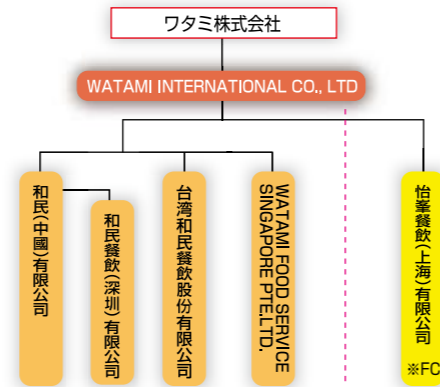 ワタミ株式会社
WATAMI INTERNATIONAL CO., LTD
和民(中國)有限公司
和民餐飲(深圳)有限公司
台湾和民餐飲股份有限公司
WATAMI FOOD SERVICE
SINGAPORE PTE.LTD.
怡峯餐飲(上海)有限公司
※FC